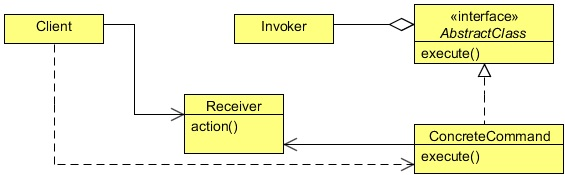 Client
Invoker
«interface»
AbstractClass
execute()
Receiver
action()
ConcreteCommand
execute()